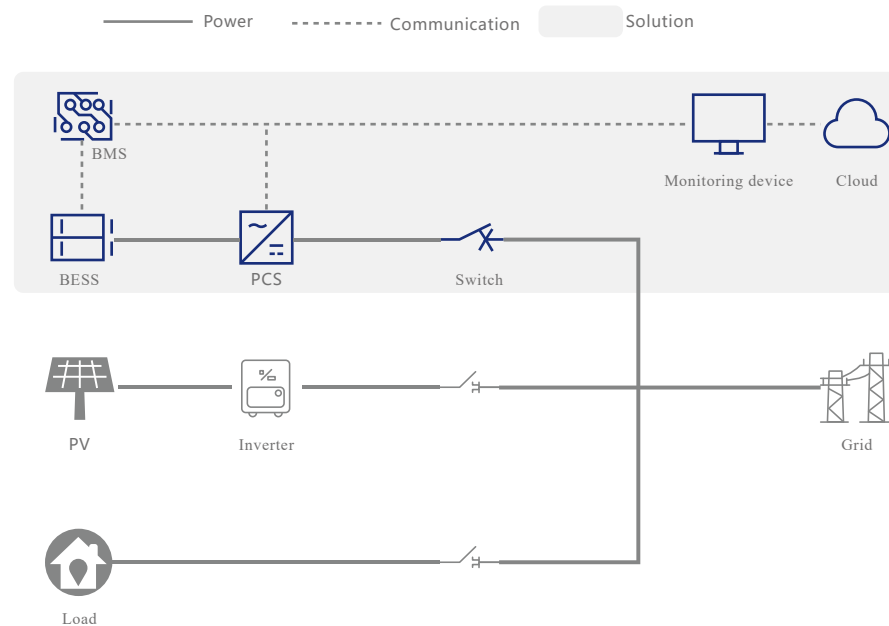 Power
Communication
Solution
BMS
Monitoring device
Cloud
BESS
PCS
Switch
PV
Inverter
Grid
Load